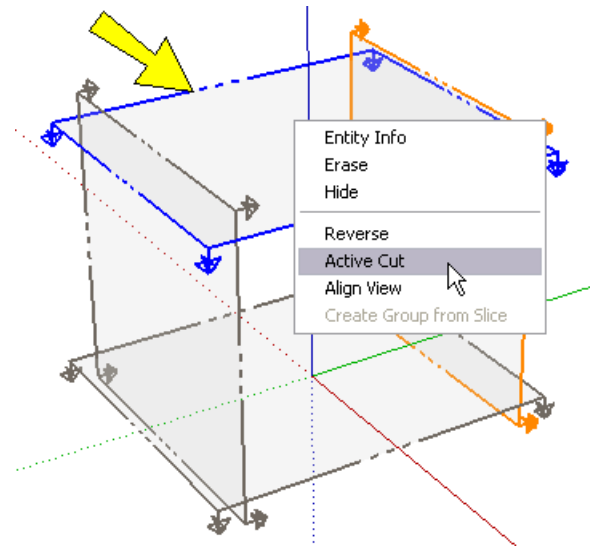 Entity Info
Erase
Hide
Reverse
Active Cut
Align View
Create Group from Slice